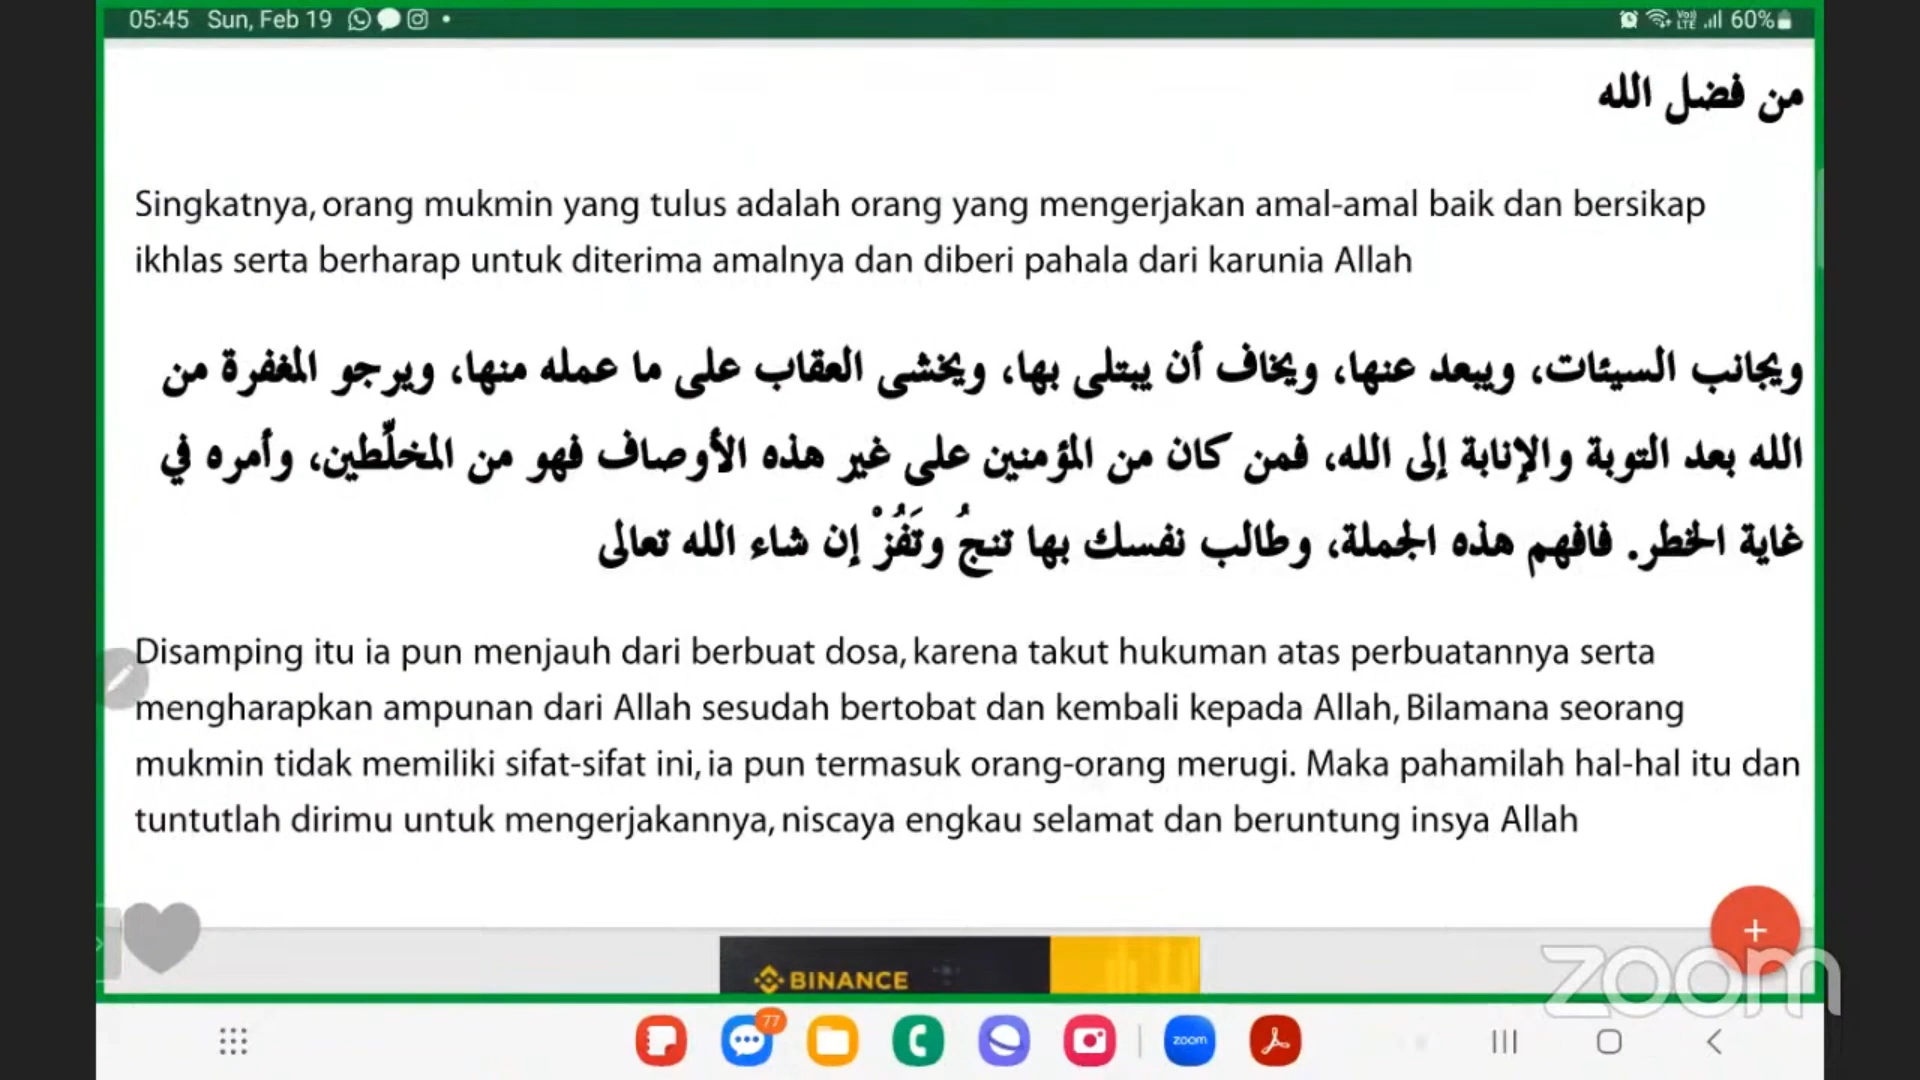 05:45 Sun, Feb 19
VoLTE 60%
من فضل الله
Singkatnya, orang mukmin yang tulus adalah orang yang mengerjakan amal-amal baik dan bersikap
ikhlas serta berharap untuk diterima amalnya dan diberi pahala dari karunia Allah
ويجانب السيئات، ويبعد عنها، ويخاف أن يبتلى بها، ويخشى العقاب على ما عمله منها، ويرجو المغفرة من
الله بعد التوبة والإنابة إلى الله، فمن كان من المؤمنين على غير هذه الأوصاف فهو من المخلِّطين، وأمره في
غاية الخطر. فافهم هذه الجملة، وطالب نفسك بها تنجُ وتَفُزْ إن شاء الله تعالى
Disamping itu ia pun menjauh dari berbuat dosa, karena takut hukuman atas perbuatannya serta
mengharapkan ampunan dari Allah sesudah bertobat dan kembali kepada Allah, Bilamana seorang
mukmin tidak memiliki sifat-sifat ini, ia pun termasuk orang-orang merugi. Maka pahamilah hal-hal itu dan
tuntutlah dirimu untuk mengerjakannya, niscaya engkau selamat dan beruntung insya Allah
BINANCE
zoom
77
zoom